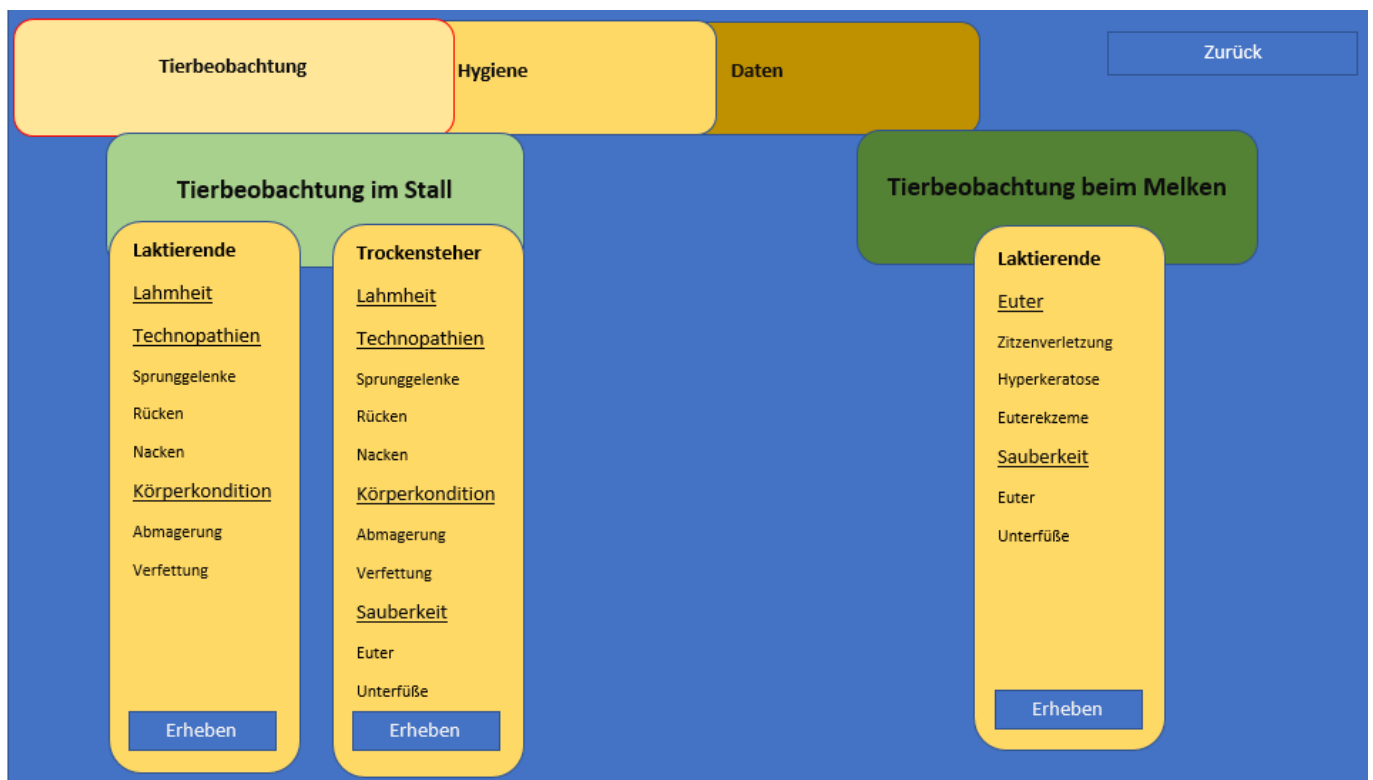 Tierbeobachtung
Hygiene
Daten
Zurück
Tierbeobachtung im Stall
Laktierende
Lahmheit
Technopathien
Sprunggelenke
Rücken
Nacken
Körperkondition
Abmagerung
Verfettung
Erheben
Trockensteher
Lahmheit
Technopathien
Sprunggelenke
Rücken
Nacken
Körperkondition
Abmagerung
Verfettung
Sauberkeit
Euter
Unterfüße
Erheben
Tierbeobachtung beim Melken
Laktierende
Euter
Zitzenverletzung
Hyperkeratose
Euterekzeme
Sauberkeit
Euter
Unterfüße
Erheben